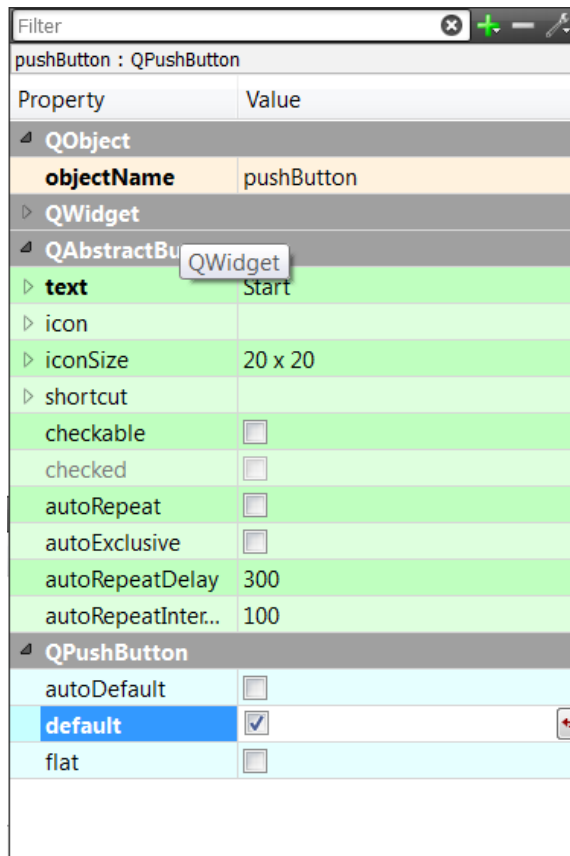 Filter
pushButton : QPushButton
Property Value
QObject
objectName pushButton
QWidget
QAbstractBu
QWidget
text Start
icon
iconSize 20 x 20
shortcut
checkable
checked
autoRepeat
autoExclusive
autoRepeatDelay 300
autoRepeatInter... 100
QPushButton
autoDefault
default
flat